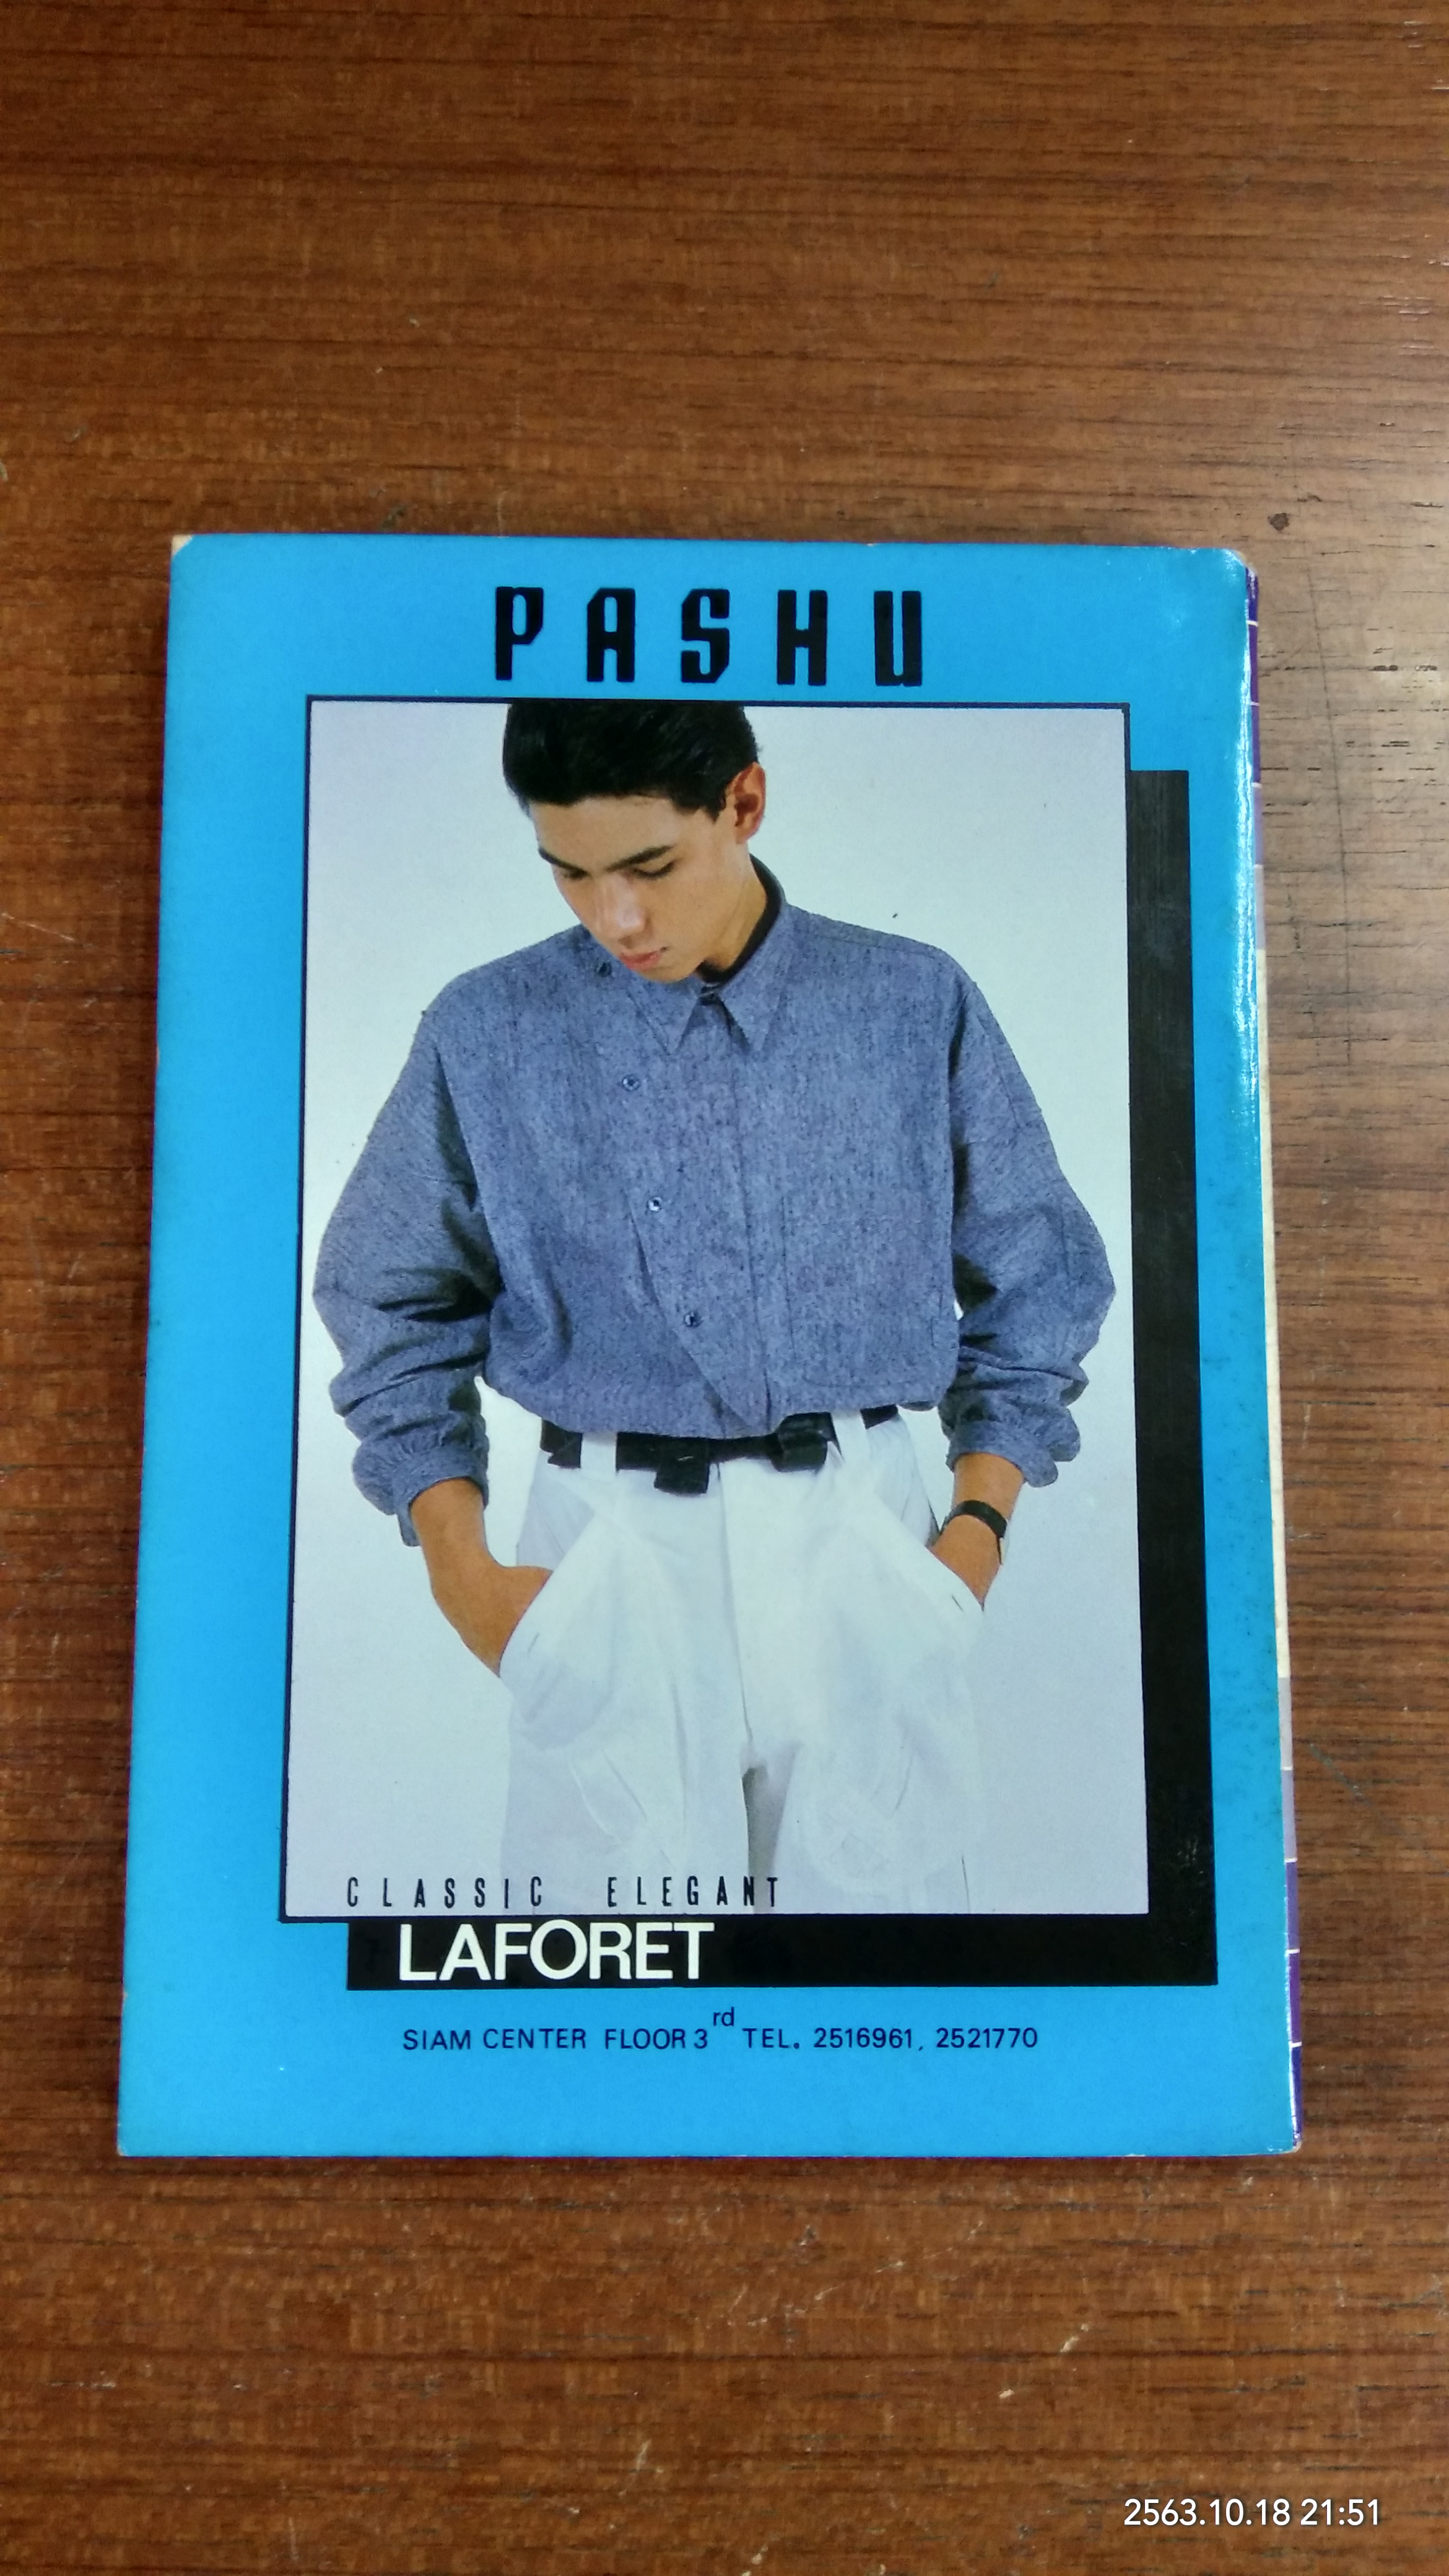 PASHU
CLASSIC ELEGANT
LAFORET
SIAM CENTER FLOOR 3rd TEL. 2516961, 2521770
2563.10.18 21:51